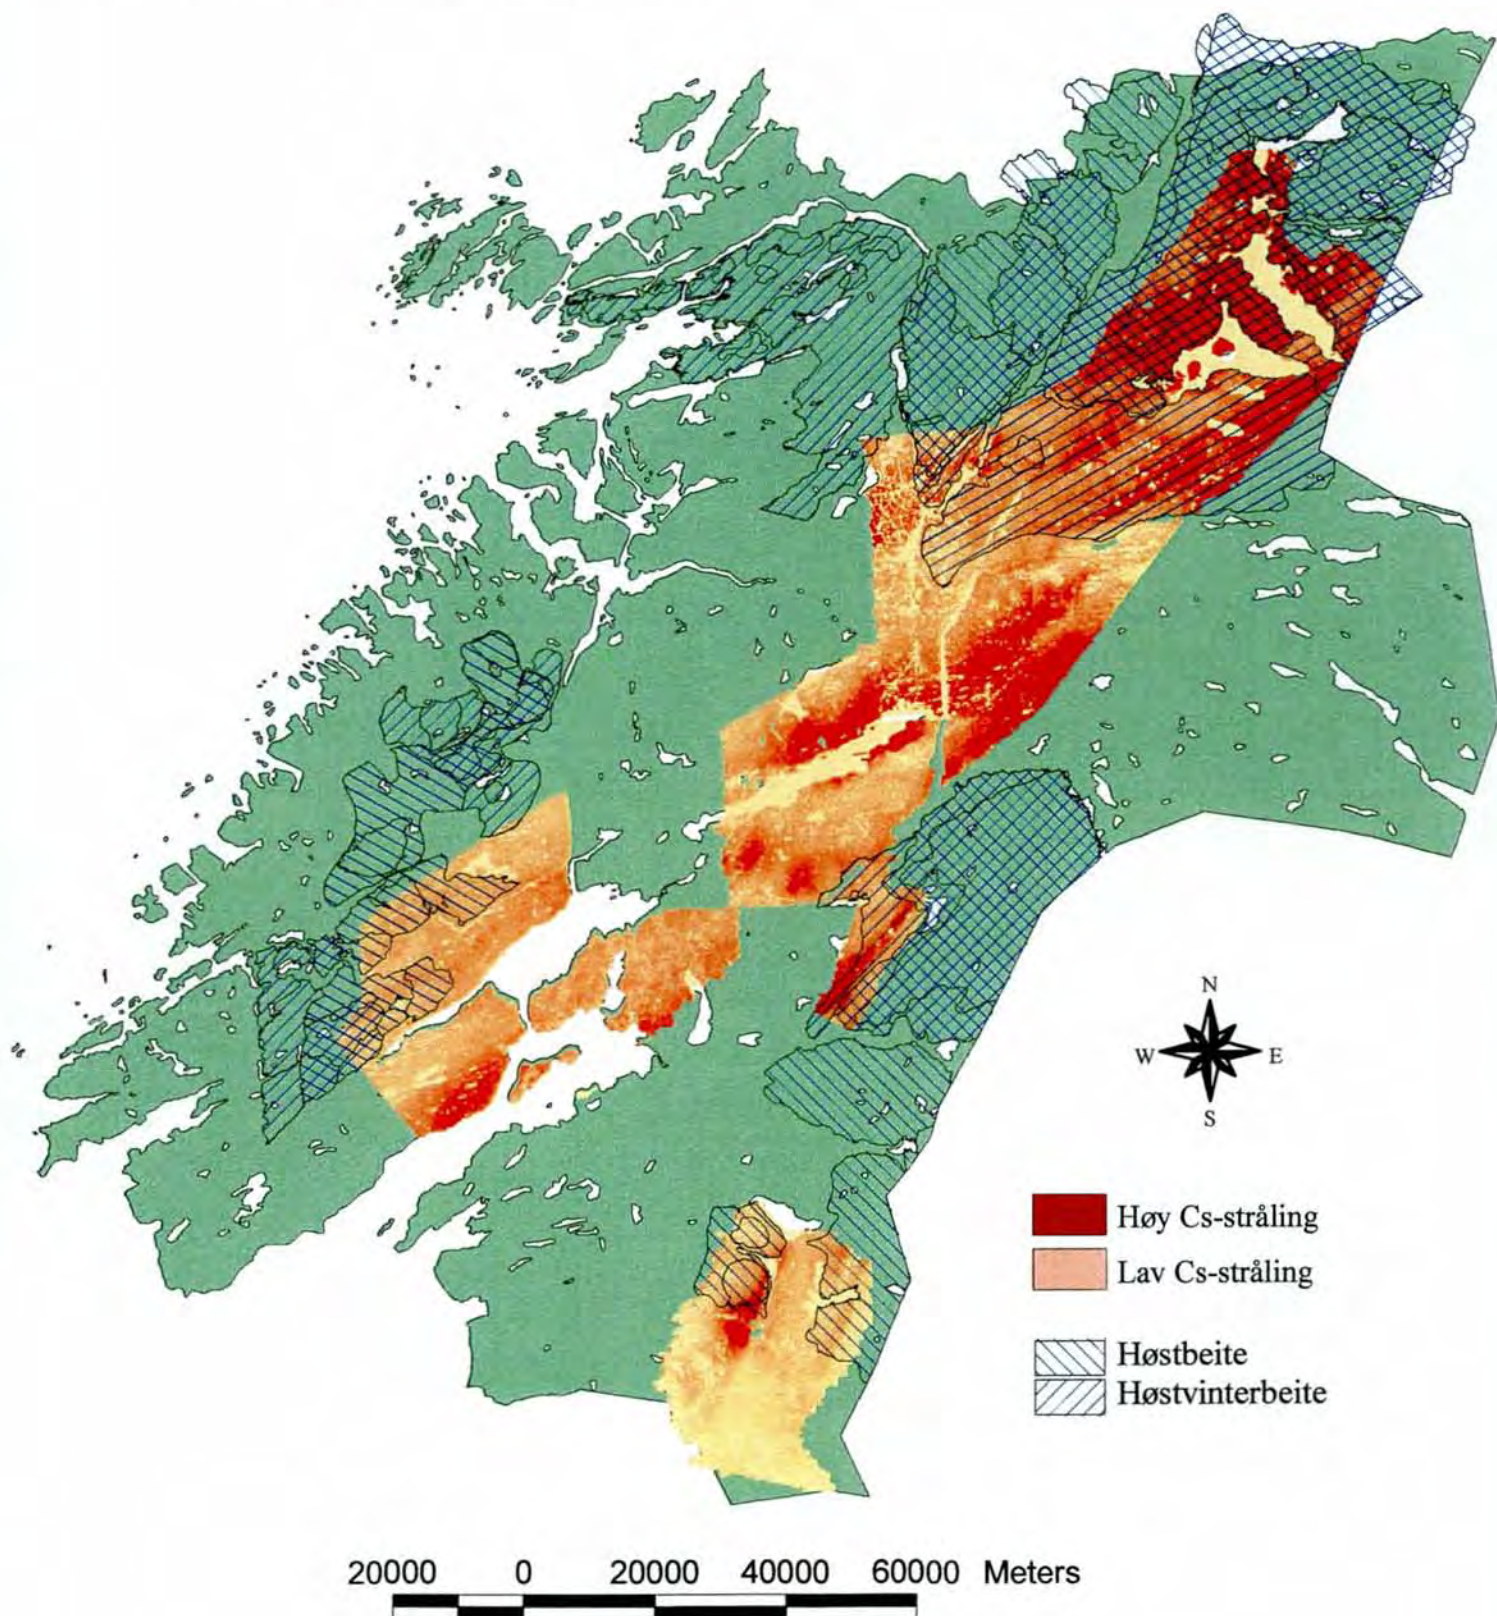 N
W E
S
Høy Cs-stråling
Lav Cs-stråling
Høstbeite
Høstvinterbeite
20000 0 20000 40000 60000 Meters